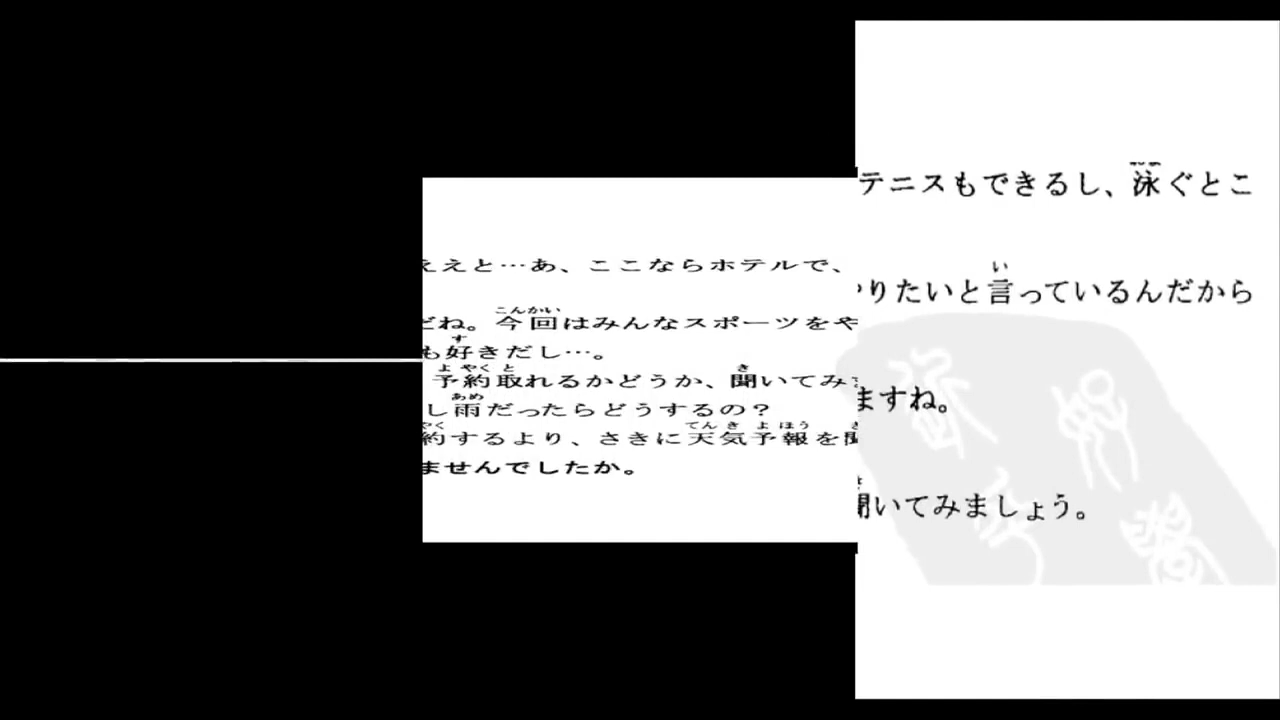 ええと…あ、ここならホテルで、
テニスもできるし、泳ぐとこ
だね。今回はみんなスポーツをや
やりたいと言っているんだから
も好きだし…。
予約取れるかどうか、聞いてみ
ますね。
し雨だったらどうするの？
約するより、さきに天気予報を聞
聞いてみましょう。
ませんでしたか。